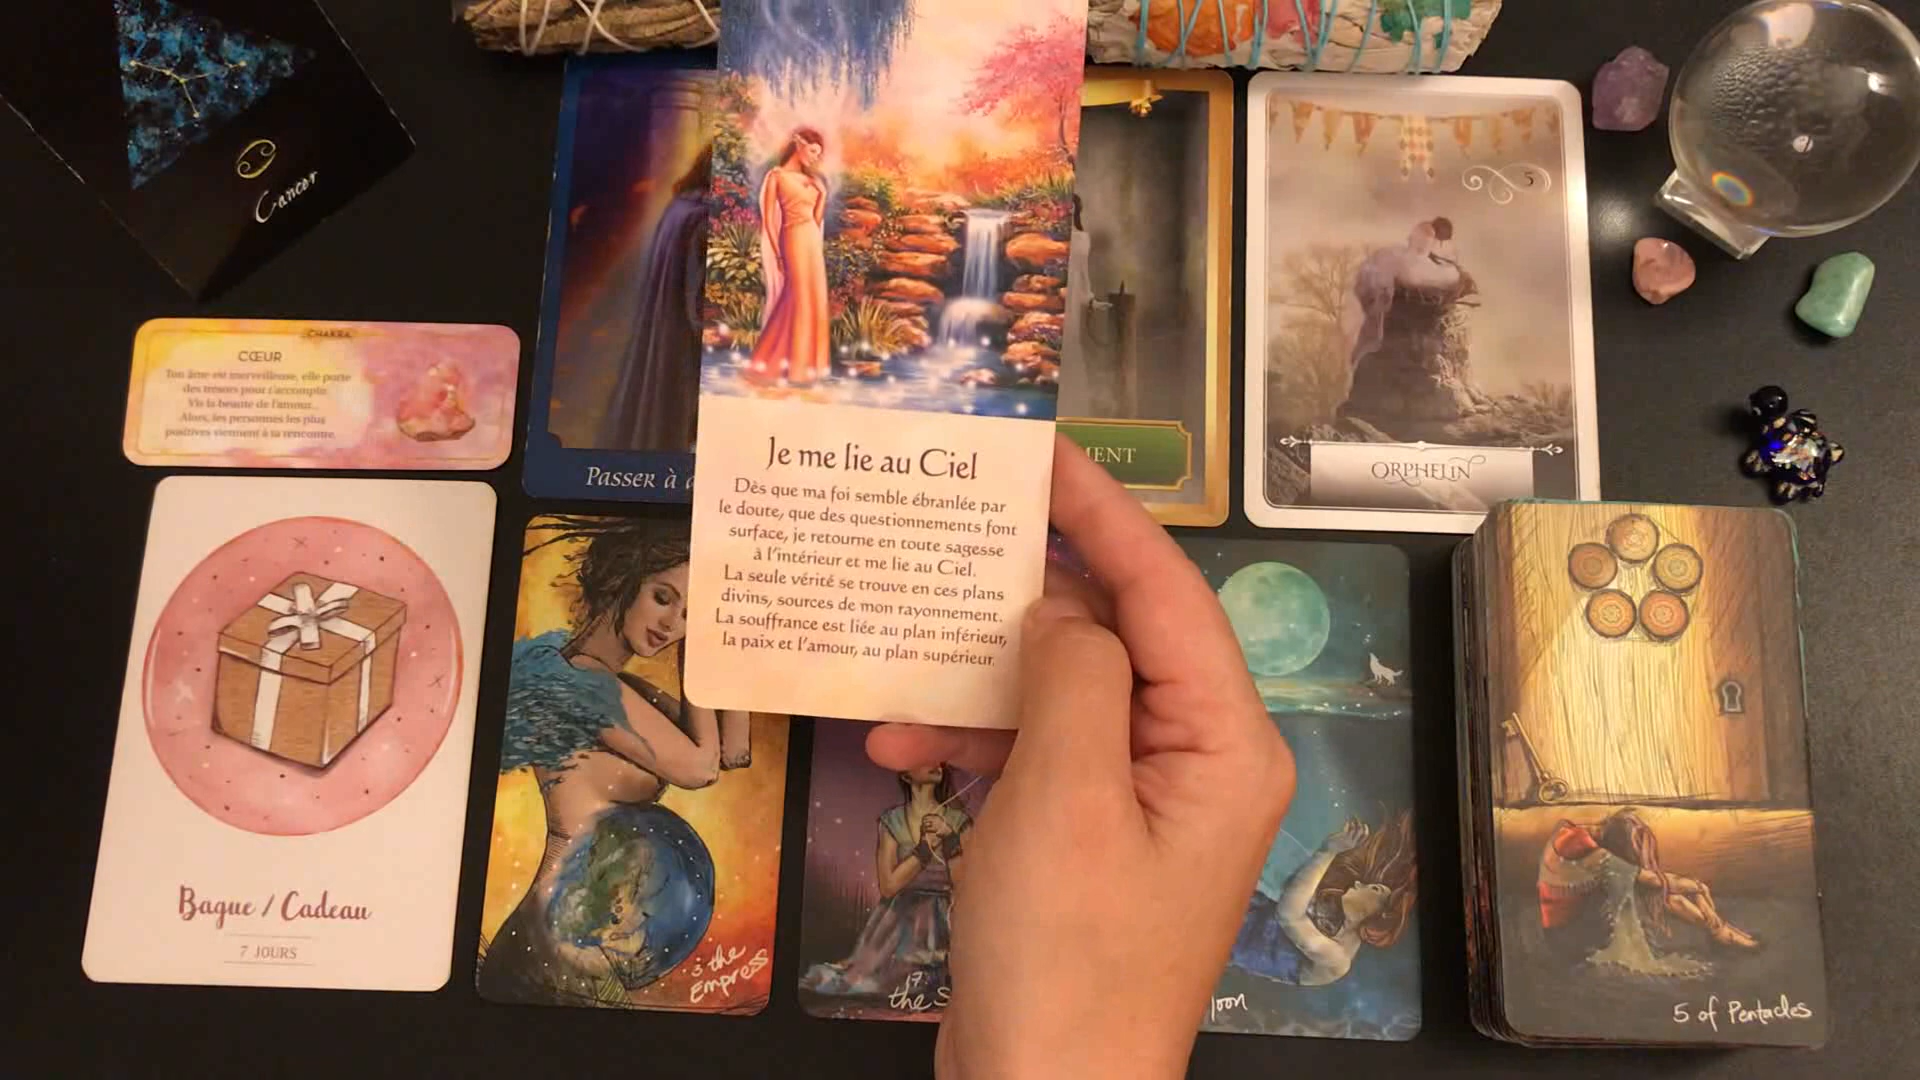 Cancer
CHAKRA
CŒUR
Ton âme est merveilleuse, elle porte
des trésors pour t'accomplir.
Vis la beauté de l'amour.
Alors, les personnes les plus
positives viennent à ta rencontre.
Passer à
Je me lie au Ciel
Dès que ma foi semble ébranlée par
le doute, que des questionnements font
surface, je retourne en toute sagesse
à l'intérieur et me lie au Ciel.
La seule vérité se trouve en ces plans
divins, sources de mon rayonnement.
La souffrance est liée au plan inférieur,
la paix et l'amour, au plan supérieur.
MENT
5
ORPHELIN
Bague / Cadeau
7 JOURS
3 the
Empress
17
the S
oon
5 of Pentacles